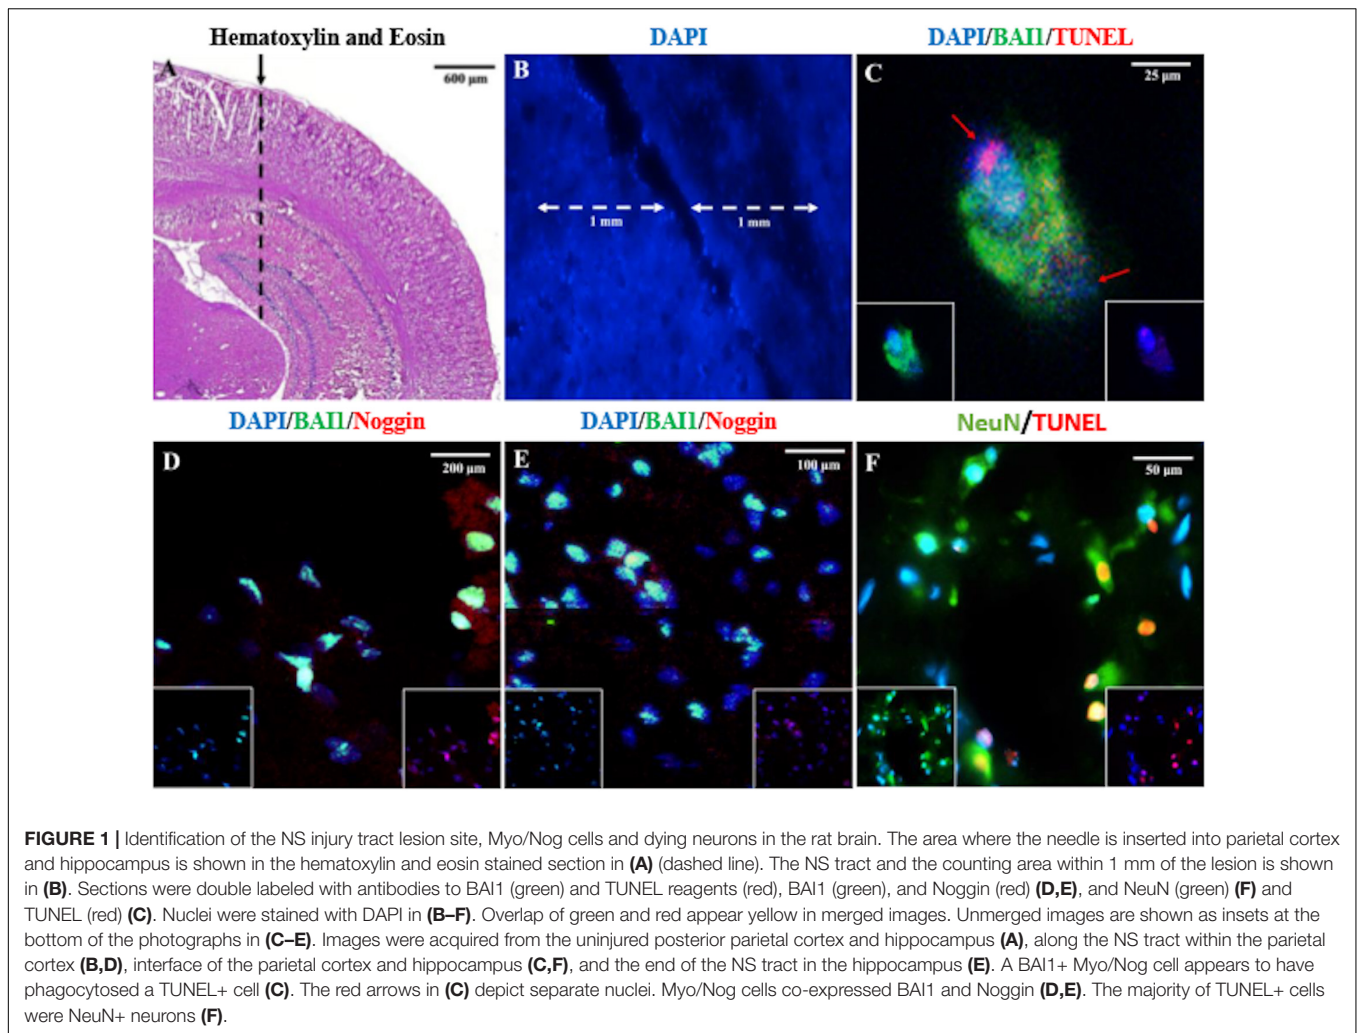 Hematoxylin and Eosin
DAPI
DAPI/BAI1/TUNEL
A
600 µm
B
1 mm
1 mm
C
25 µm
DAPI/BAI1/Noggin
DAPI/BAI1/Noggin
NeuN/TUNEL
D
200 µm
E
100 µm
F
50 µm
FIGURE 1 | Identification of the NS injury tract lesion site, Myo/Nog cells and dying neurons in the rat brain. The area where the needle is inserted into parietal cortex
and hippocampus is shown in the hematoxylin and eosin stained section in (A) (dashed line). The NS tract and the counting area within 1 mm of the lesion is shown
in (B). Sections were double labeled with antibodies to BAI1 (green) and TUNEL reagents (red), BAI1 (green), and Noggin (red) (D,E), and NeuN (green) (F) and
TUNEL (red) (C). Nuclei were stained with DAPI in (B–F). Overlap of green and red appear yellow in merged images. Unmerged images are shown as insets at the
bottom of the photographs in (C–E). Images were acquired from the uninjured posterior parietal cortex and hippocampus (A), along the NS tract within the parietal
cortex (B,D), interface of the parietal cortex and hippocampus (C,F), and the end of the NS tract in the hippocampus (E). A BAI1+ Myo/Nog cell appears to have
phagocytosed a TUNEL+ cell (C). The red arrows in (C) depict separate nuclei. Myo/Nog cells co-expressed BAI1 and Noggin (D,E). The majority of TUNEL+ cells
were NeuN+ neurons (F).